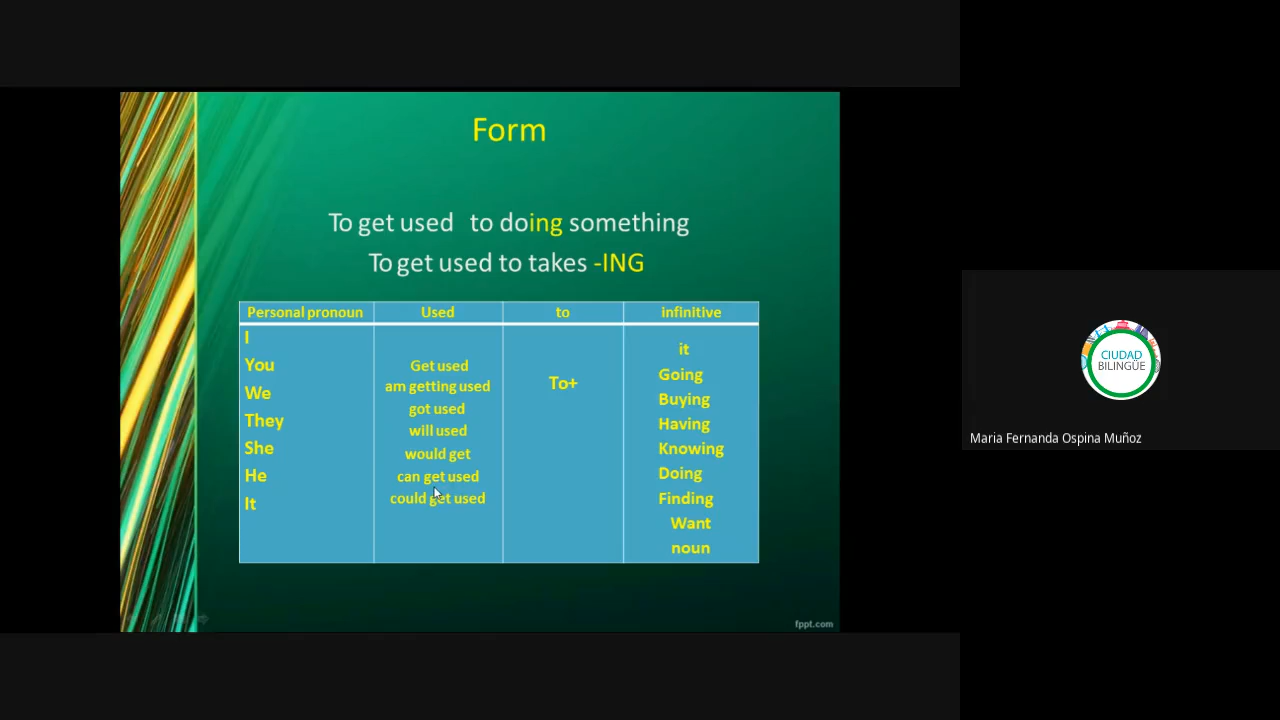 Form
To get used to doing something
To get used to takes -ING
Personal pronoun Used to infinitive
I
You
We
They
She
He
It
Get used
am getting used
got used
will used
would get
can get used
could get used
To+
it
Going
Buying
Having
Knowing
Doing
Finding
Want
noun
fppt.com
CIUDAD
BILINGÜE
Maria Fernanda Ospina Muñoz